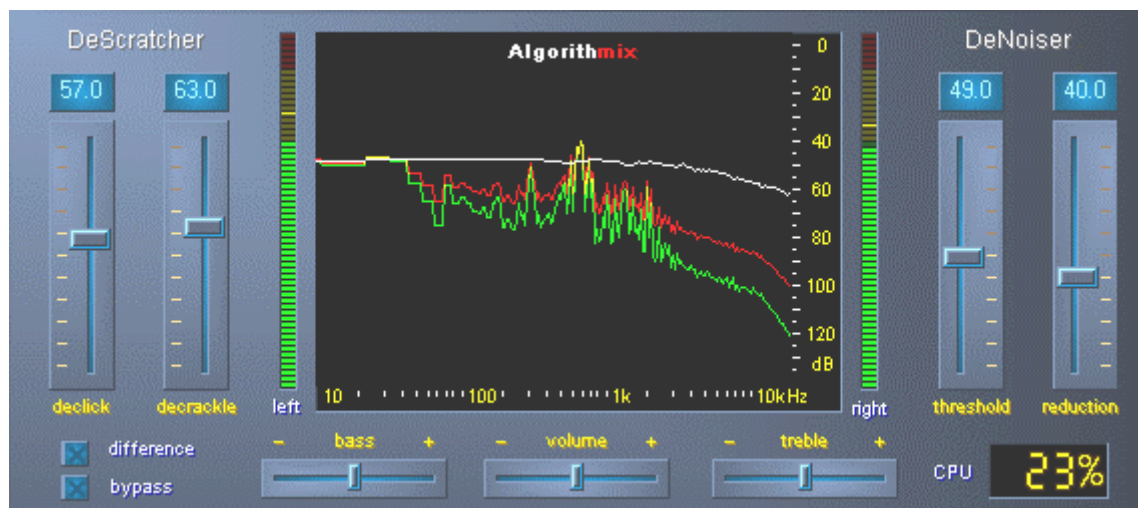 DeScratcher
57.0 63.0
declick decrackle
difference
bypass
left
Algorithmix
0
20
40
60
80
100
120
dB
10 100 1k 10kHz
right
DeNoiser
49.0 40.0
threshold reduction
- bass +
- volume +
- treble +
CPU 23%